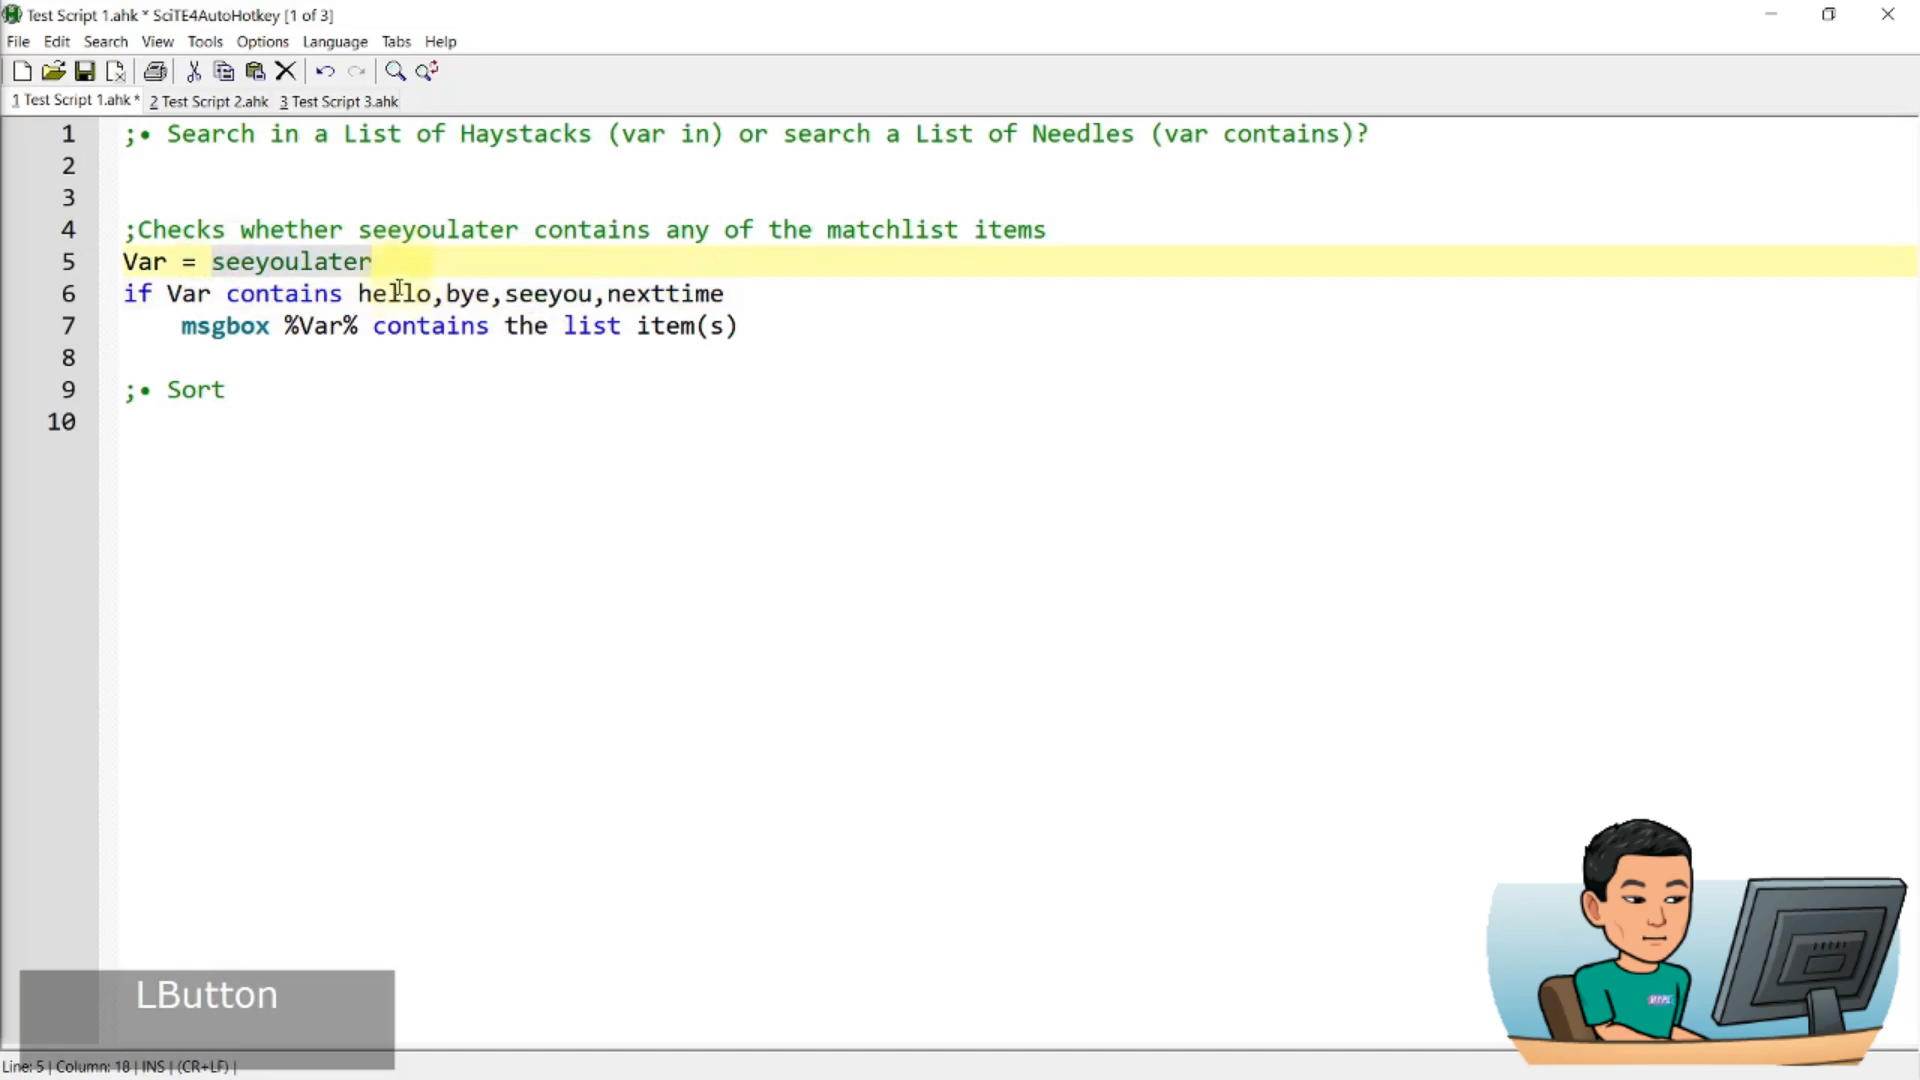 Test Script 1.ahk * SciTE4AutoHotkey [1 of 3]
File Edit Search View Tools Options Language Tabs Help
1 Test Script 1.ahk * 2 Test Script 2.ahk 3 Test Script 3.ahk
1 ;• Search in a List of Haystacks (var in) or search a List of Needles (var contains)?
2
3
4 ;Checks whether seeyoulater contains any of the matchlist items
5 Var = seeyoulater
6 if Var contains hello,bye,seeyou,nexttime
7 msgbox %Var% contains the list item(s)
8
9 ;• Sort
10
LButton
Line: 5 | Column: 18 | INS | (CR+LF) |